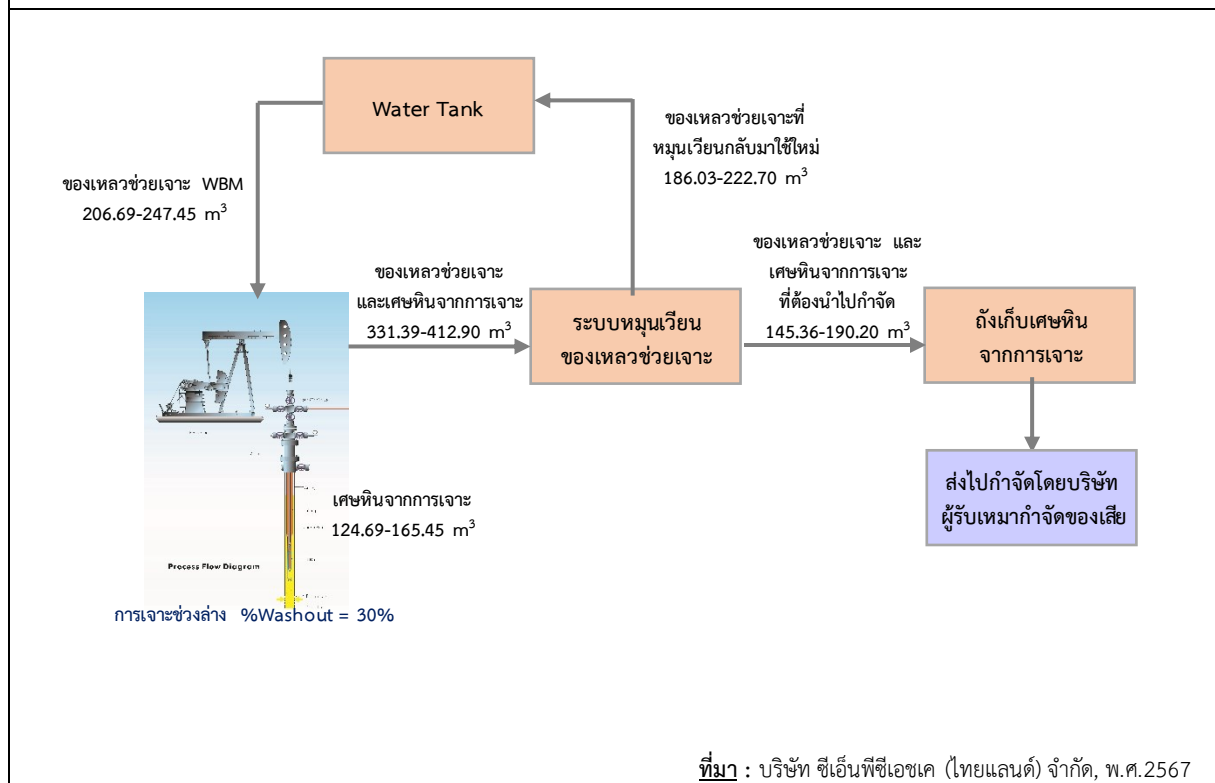 Water Tank
ของเหลวช่วยเจาะที่
หมุนเวียนกลับมาใช้ใหม่
186.03-222.70 m³
ของเหลวช่วยเจาะ WBM
206.69-247.45 m³
ของเหลวช่วยเจาะ
และเศษหินจากการเจาะ
331.39-412.90 m³
ระบบหมุนเวียน
ของเหลวช่วยเจาะ
ของเหลวช่วยเจาะ และ
เศษหินจากการเจาะ
ที่ต้องนำไปกำจัด
145.36-190.20 m³
ถังเก็บเศษหิน
จากการเจาะ
ส่งไปกำจัดโดยบริษัท
ผู้รับเหมากำจัดของเสีย
เศษหินจากการเจาะ
124.69-165.45 m³
Process Flow Diagram
การเจาะช่วงล่าง %Washout = 30%
ที่มา : บริษัท ซีเอ็นพีซีเอชเค (ไทยแลนด์) จำกัด, พ.ศ.2567